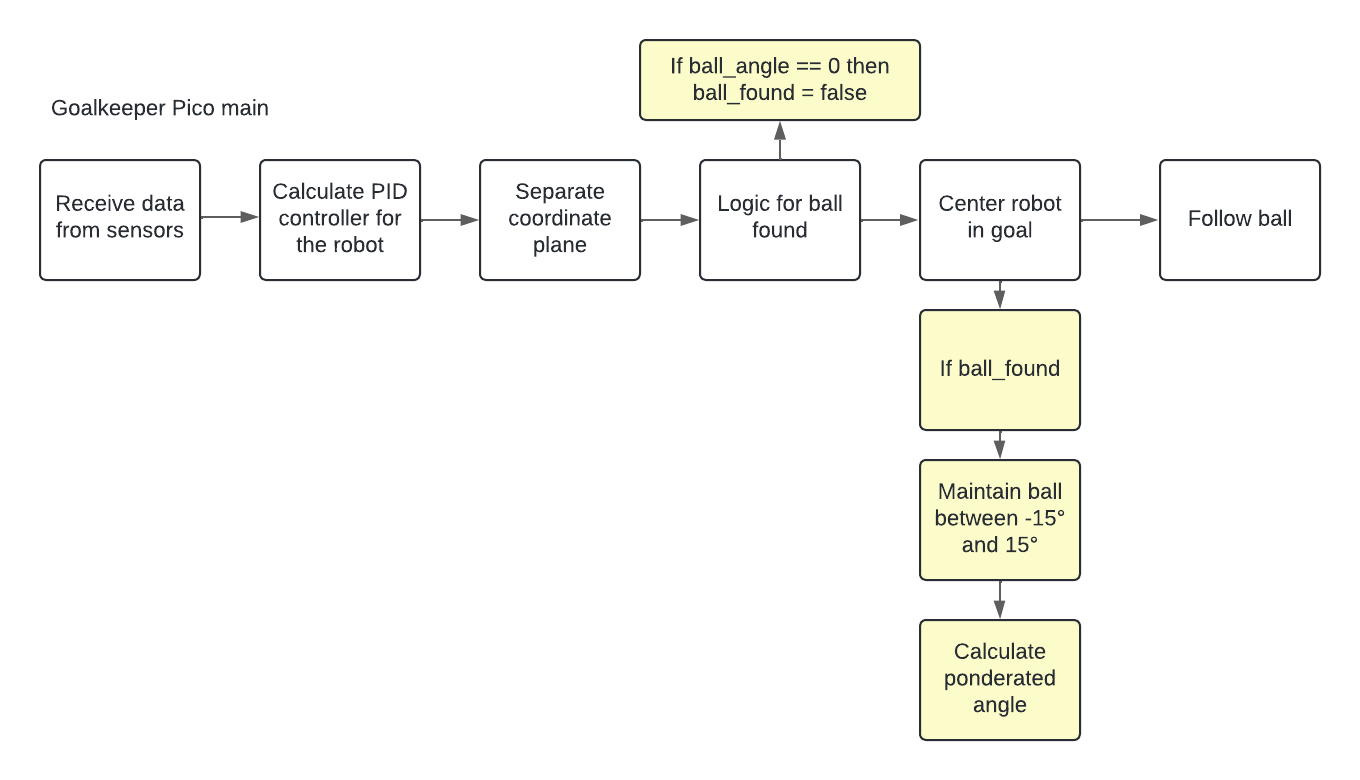 If ball_angle == 0 then
ball_found = false
Goalkeeper Pico main
Receive data
from sensors
Calculate PID
controller for
the robot
Separate
coordinate
plane
Logic for ball
found
Center robot
in goal
Follow ball
If ball_found
Maintain ball
between -15°
and 15°
Calculate
ponderated
angle